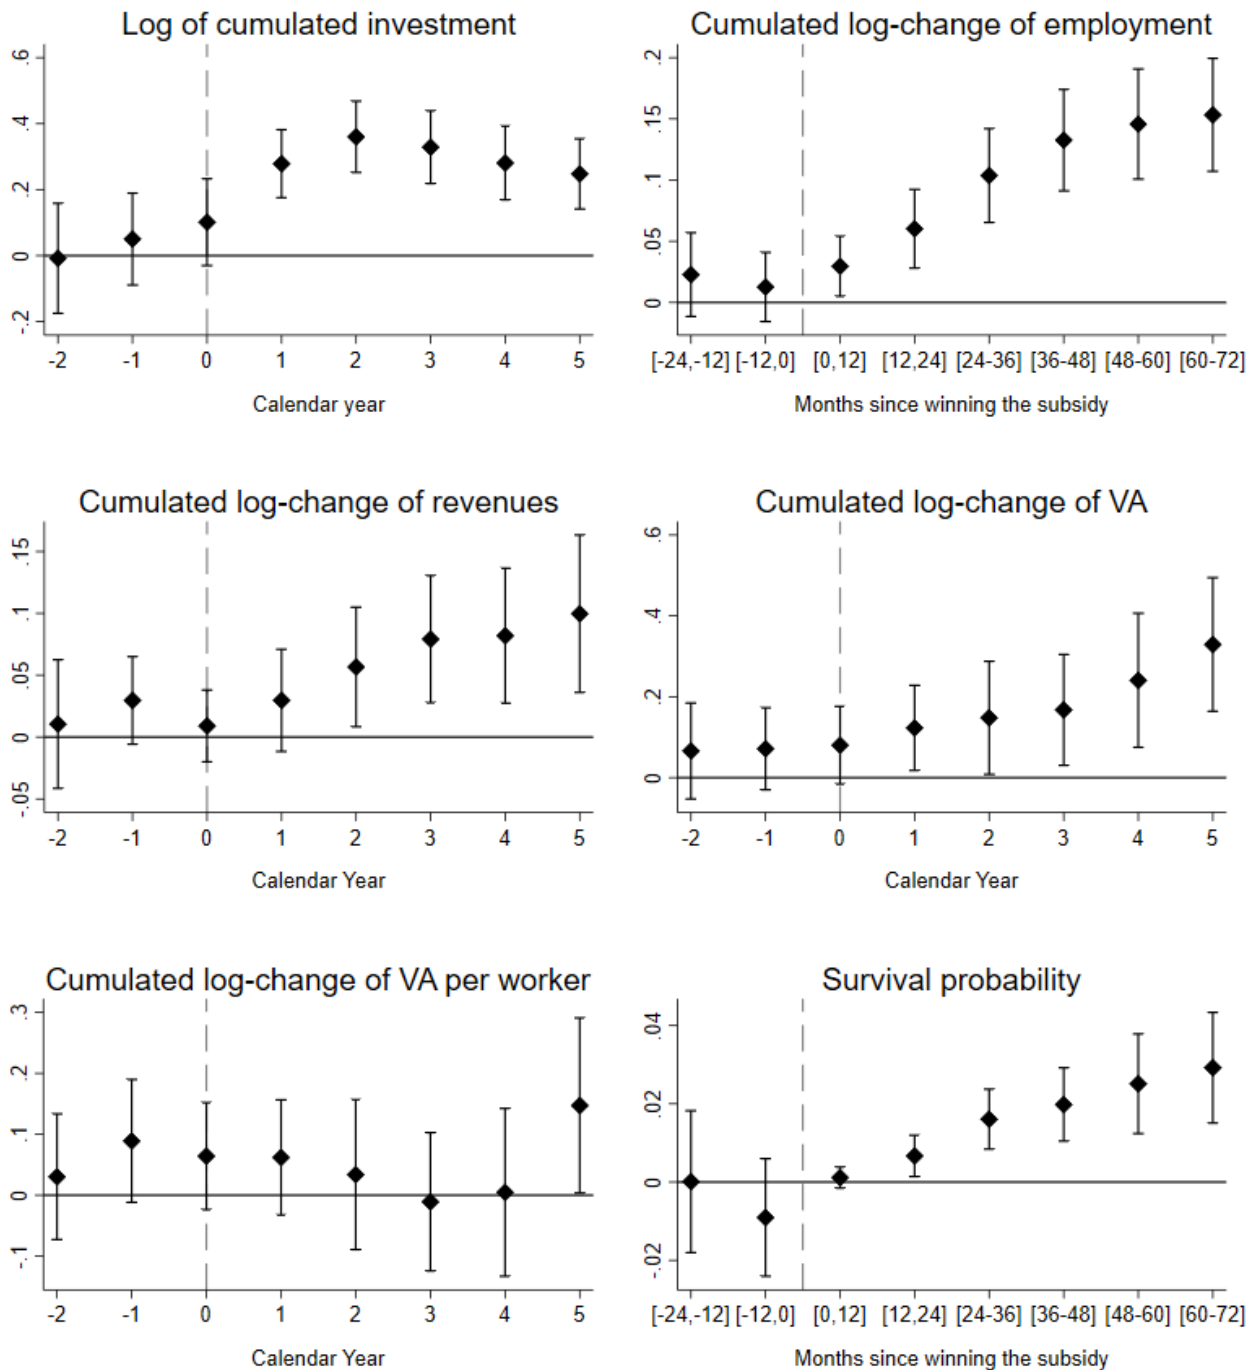 Log of cumulated investment
.6
.4
.2
0
-.2
-2 -1 0 1 2 3 4 5
Calendar year
Cumulated log-change of employment
.2
.15
.1
.05
0
[-24,-12] [-12,0] [0,12] [12,24] [24-36] [36-48] [48-60] [60-72]
Months since winning the subsidy
Cumulated log-change of revenues
.15
.1
.05
0
-.05
-2 -1 0 1 2 3 4 5
Calendar Year
Cumulated log-change of VA
.6
.4
.2
0
-2 -1 0 1 2 3 4 5
Calendar Year
Cumulated log-change of VA per worker
.3
.2
.1
0
-.1
-2 -1 0 1 2 3 4 5
Calendar Year
Survival probability
.04
.02
0
-.02
[-24,-12] [-12,0] [0,12] [12,24] [24-36] [36-48] [48-60] [60-72]
Months since winning the subsidy